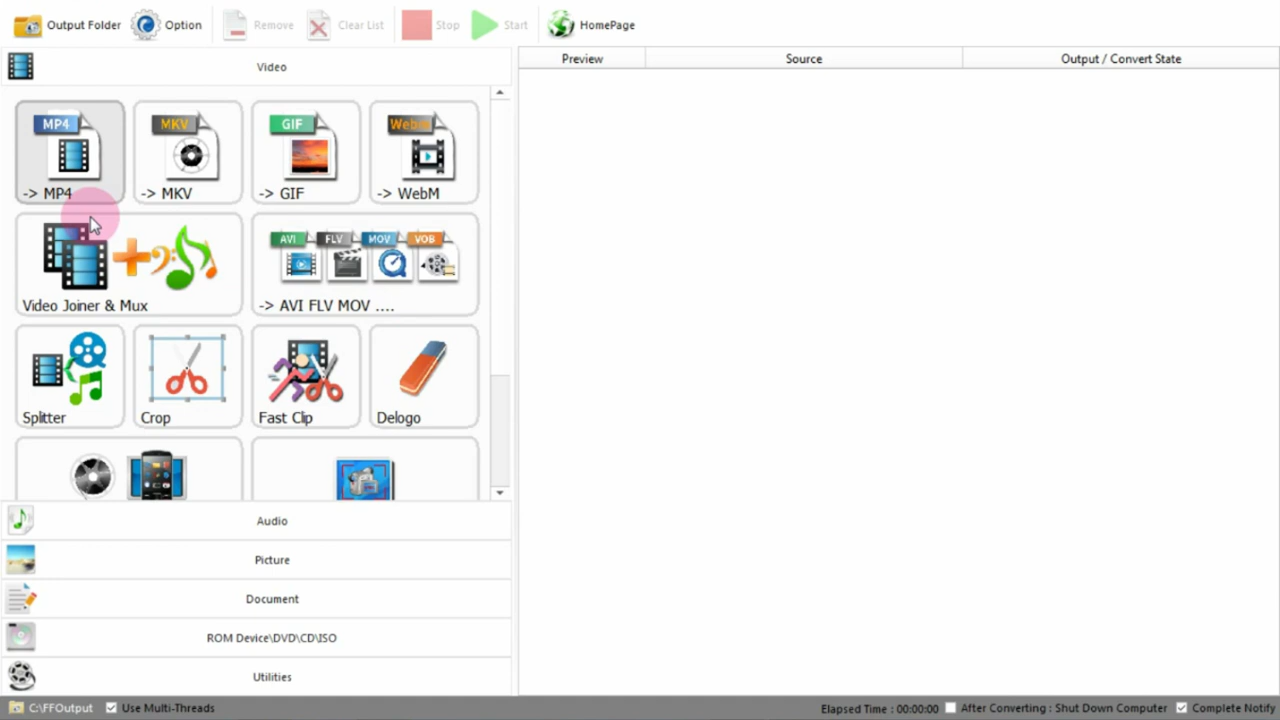 Output Folder
Option
Remove
Clear List
Stop
Start
HomePage
Video
Preview
Source
Output / Convert State
MP4
-> MP4
MKV
-> MKV
GIF
-> GIF
WebM
-> WebM
Video Joiner & Mux
AVI FLV MOV VOB
-> AVI FLV MOV ....
Splitter
Crop
Fast Clip
Delogo
Audio
Picture
Document
ROM Device\DVD\CD\ISO
Utilities
C:\FFOutput
Use Multi-Threads
Elapsed Time : 00:00:00
After Converting : Shut Down Computer
Complete Notify